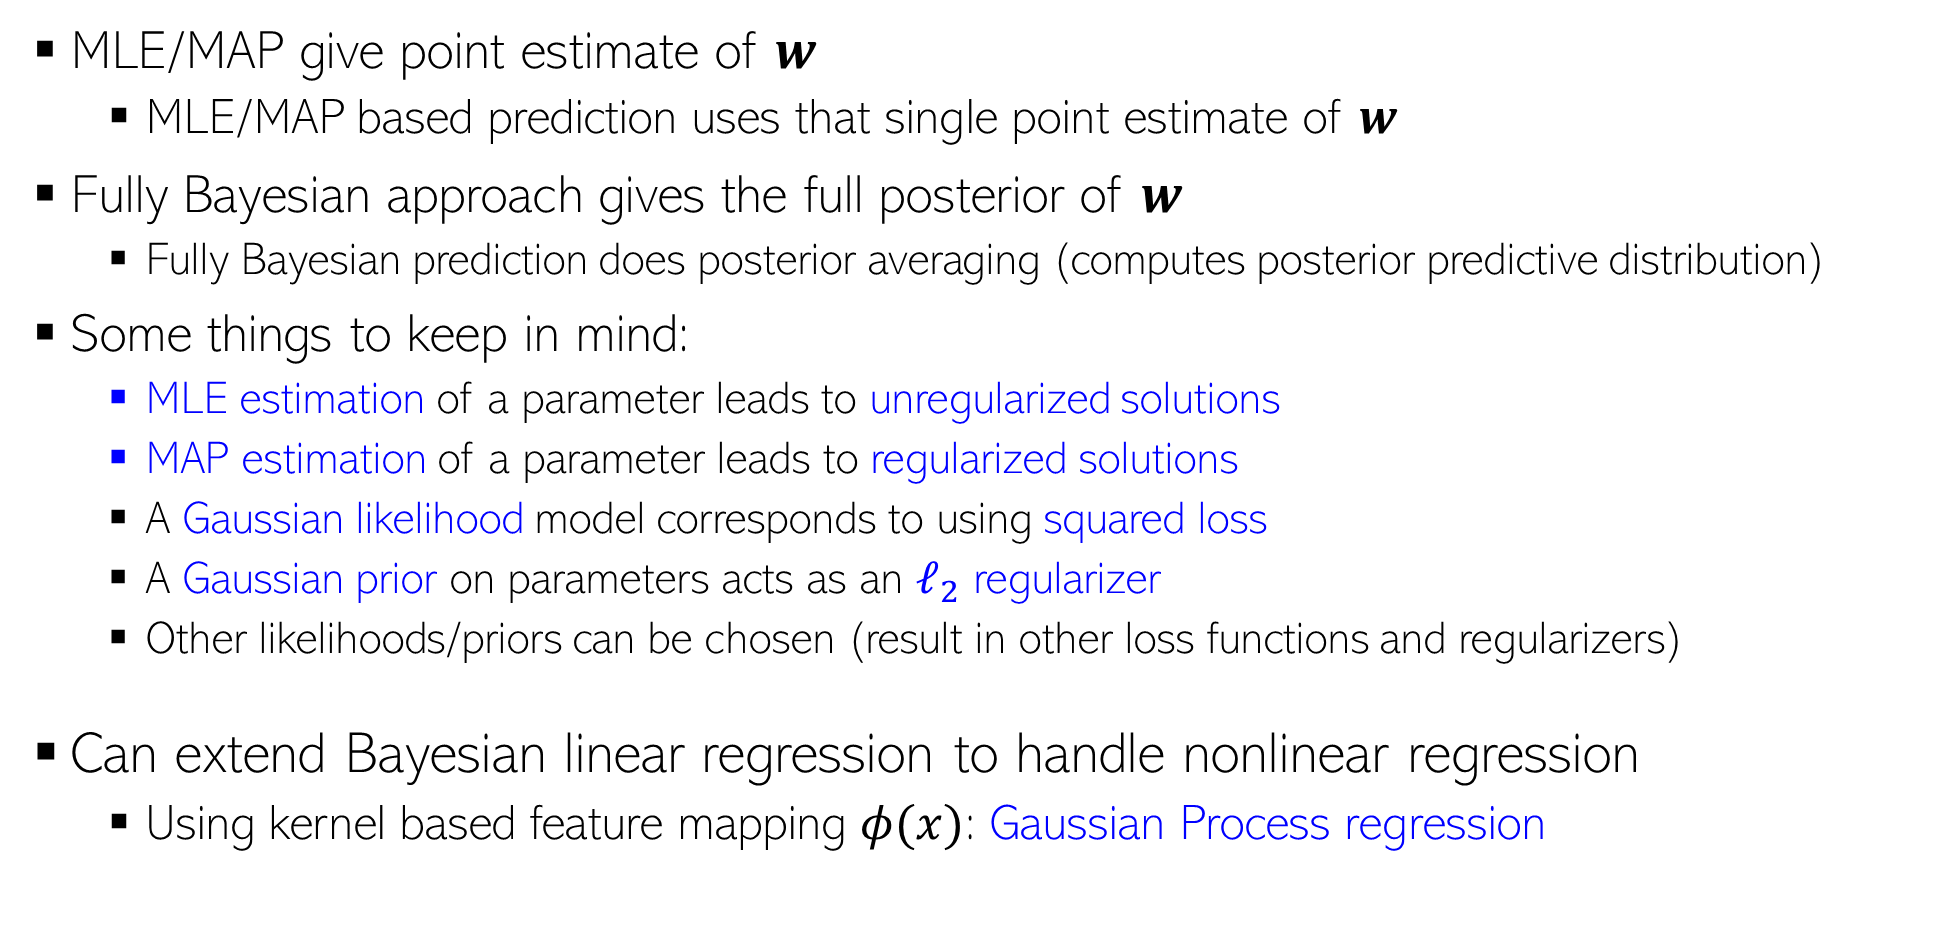 ▪ MLE/MAP give point estimate of w
▪ MLE/MAP based prediction uses that single point estimate of w
▪ Fully Bayesian approach gives the full posterior of w
▪ Fully Bayesian prediction does posterior averaging (computes posterior predictive distribution)
▪ Some things to keep in mind:
▪ MLE estimation of a parameter leads to unregularized solutions
▪ MAP estimation of a parameter leads to regularized solutions
▪ A Gaussian likelihood model corresponds to using squared loss
▪ A Gaussian prior on parameters acts as an ℓ₂ regularizer
▪ Other likelihoods/priors can be chosen (result in other loss functions and regularizers)
▪ Can extend Bayesian linear regression to handle nonlinear regression
▪ Using kernel based feature mapping ϕ(x): Gaussian Process regression